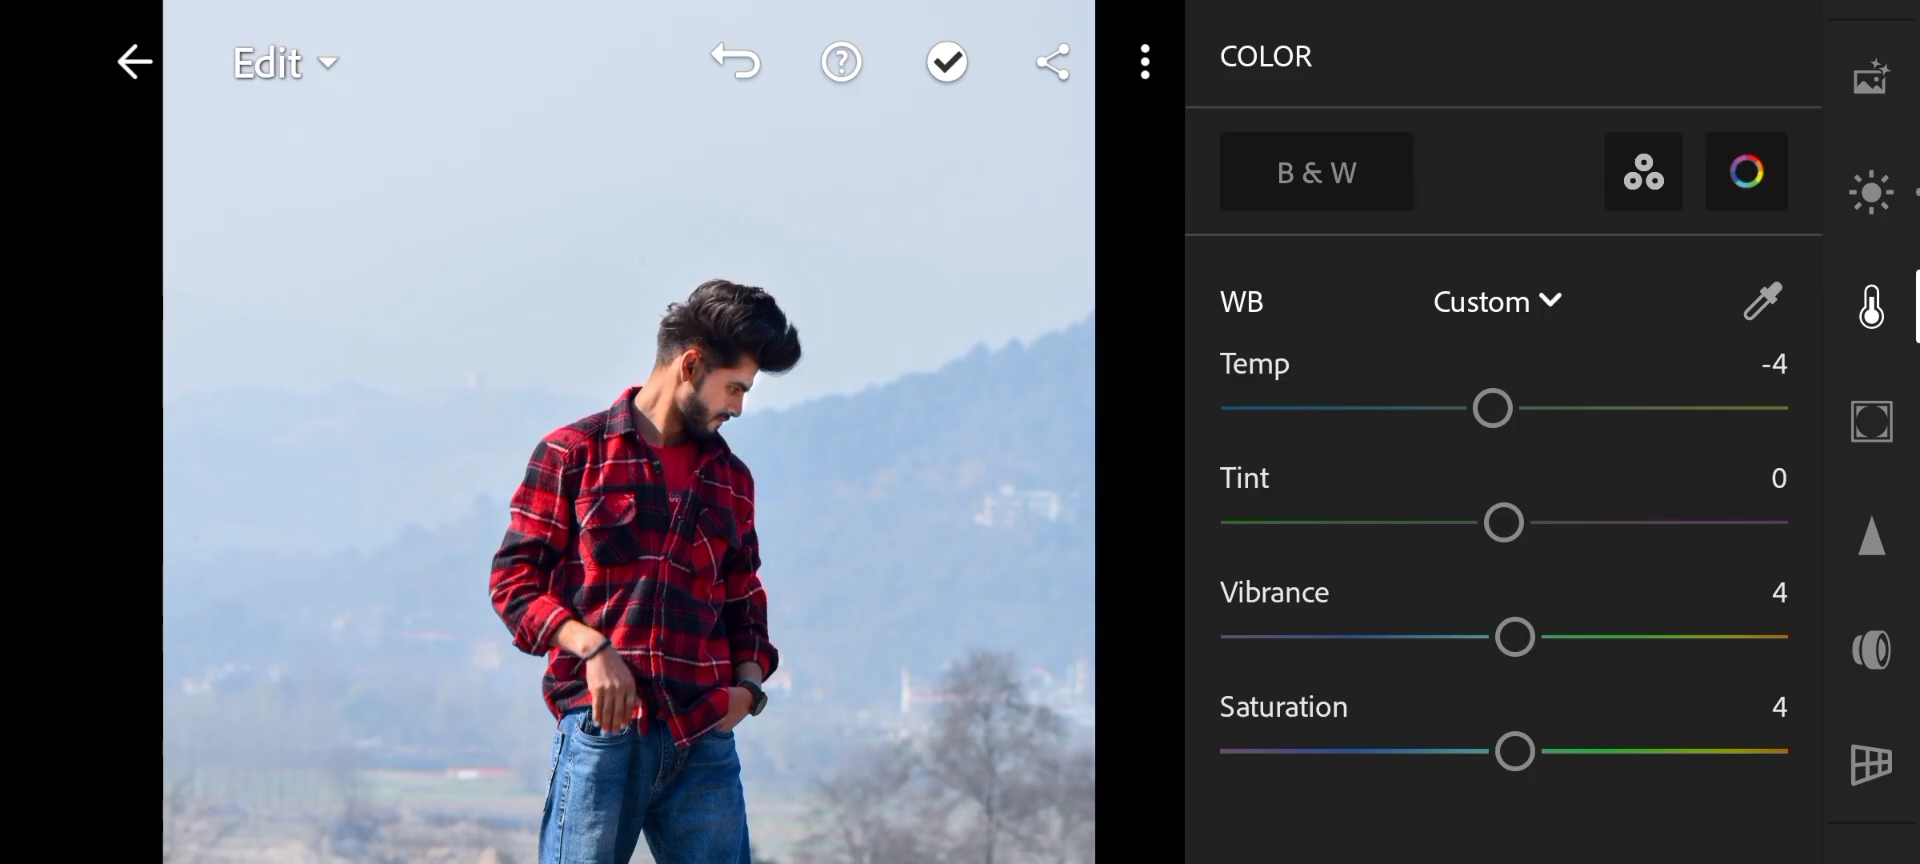 Edit
COLOR
B & W
WB Custom
Temp -4
Tint 0
Vibrance 4
Saturation 4